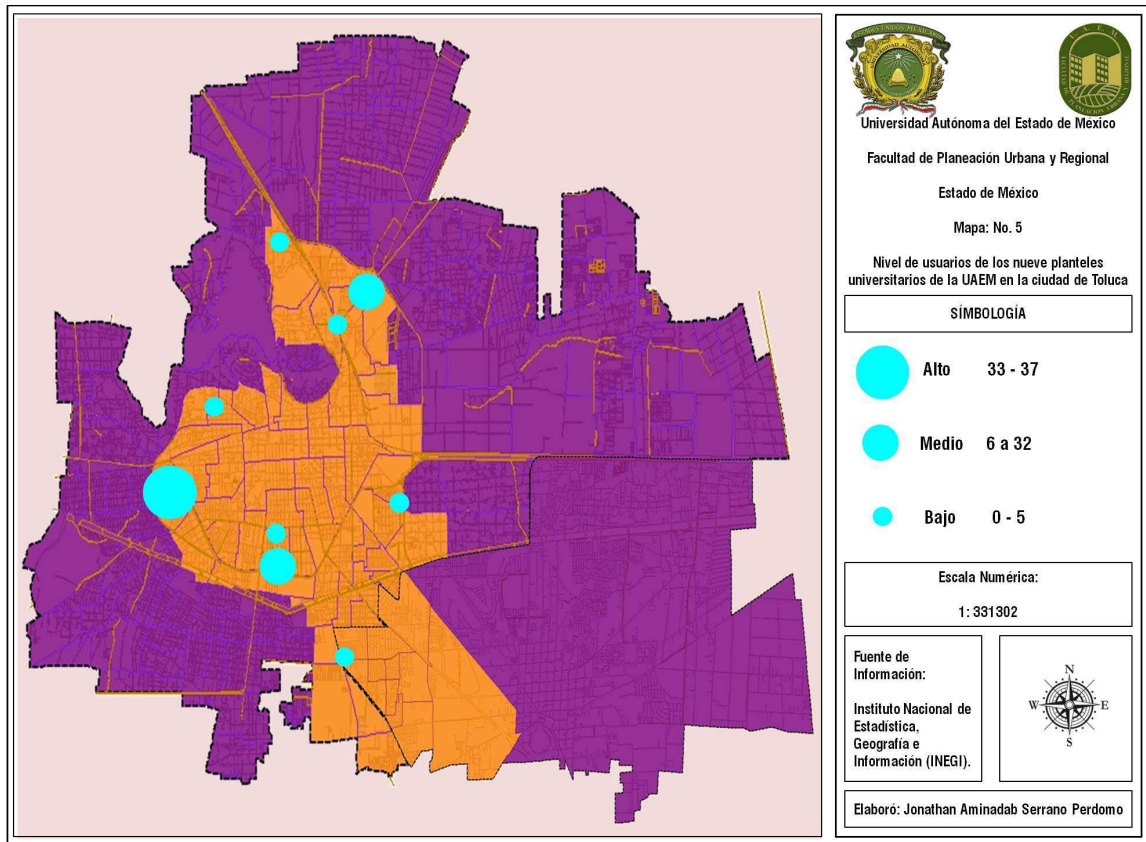 ESTADOS UNIDOS MEXICANOS
Universidad Autónoma del Estado de México
Facultad de Planeación Urbana y Regional
Estado de México
Mapa: No. 5
Nivel de usuarios de los nueve planteles
universitarios de la UAEM en la ciudad de Toluca
SÍMBOLOGÍA
Alto 33 - 37
Medio 6 a 32
Bajo 0 - 5
Escala Numérica:
1: 331302
Fuente de
Información:
Instituto Nacional de
Estadística,
Geografía e
Información (INEGI).
N
W E
S
Elaboró: Jonathan Aminadab Serrano Perdomo